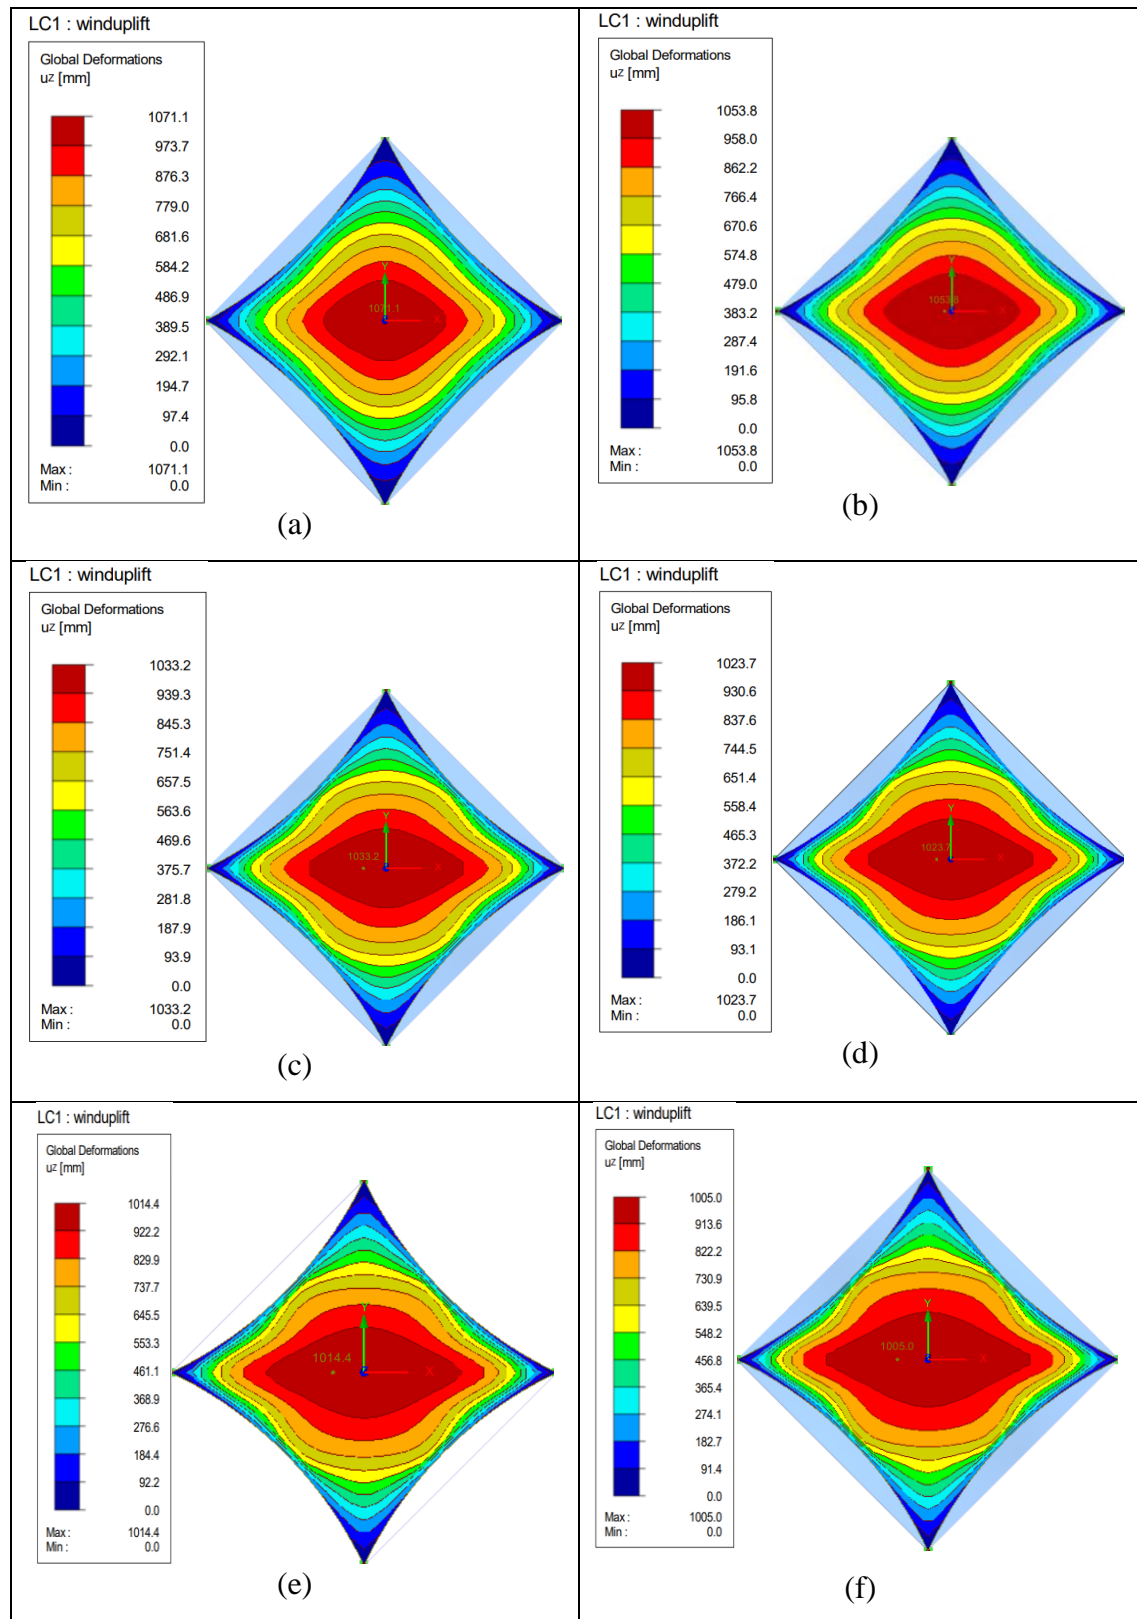 LC1 : winduplift
Global Deformations
uz [mm]
1071.1
973.7
876.3
779.0
681.6
584.2
486.9
389.5
292.1
194.7
97.4
0.0
Max : 1071.1
Min : 0.0
Y
1071.1
X
(a)
LC1 : winduplift
Global Deformations
uz [mm]
1053.8
958.0
862.2
766.4
670.6
574.8
479.0
383.2
287.4
191.6
95.8
0.0
Max : 1053.8
Min : 0.0
Y
1053.8
X
(b)
LC1 : winduplift
Global Deformations
uz [mm]
1033.2
939.3
845.3
751.4
657.5
563.6
469.6
375.7
281.8
187.9
93.9
0.0
Max : 1033.2
Min : 0.0
Y
1033.2
X
(c)
LC1 : winduplift
Global Deformations
uz [mm]
1023.7
930.6
837.6
744.5
651.4
558.4
465.3
372.2
279.2
186.1
93.1
0.0
Max : 1023.7
Min : 0.0
Y
1023.7
X
(d)
LC1 : winduplift
Global Deformations
uz [mm]
1014.4
922.2
829.9
737.7
645.5
553.3
461.1
368.9
276.6
184.4
92.2
0.0
Max : 1014.4
Min : 0.0
Y
1014.4
X
(e)
LC1 : winduplift
Global Deformations
uz [mm]
1005.0
913.6
822.2
730.9
639.5
548.2
456.8
365.4
274.1
182.7
91.4
0.0
Max : 1005.0
Min : 0.0
Y
1005.0
X
(f)